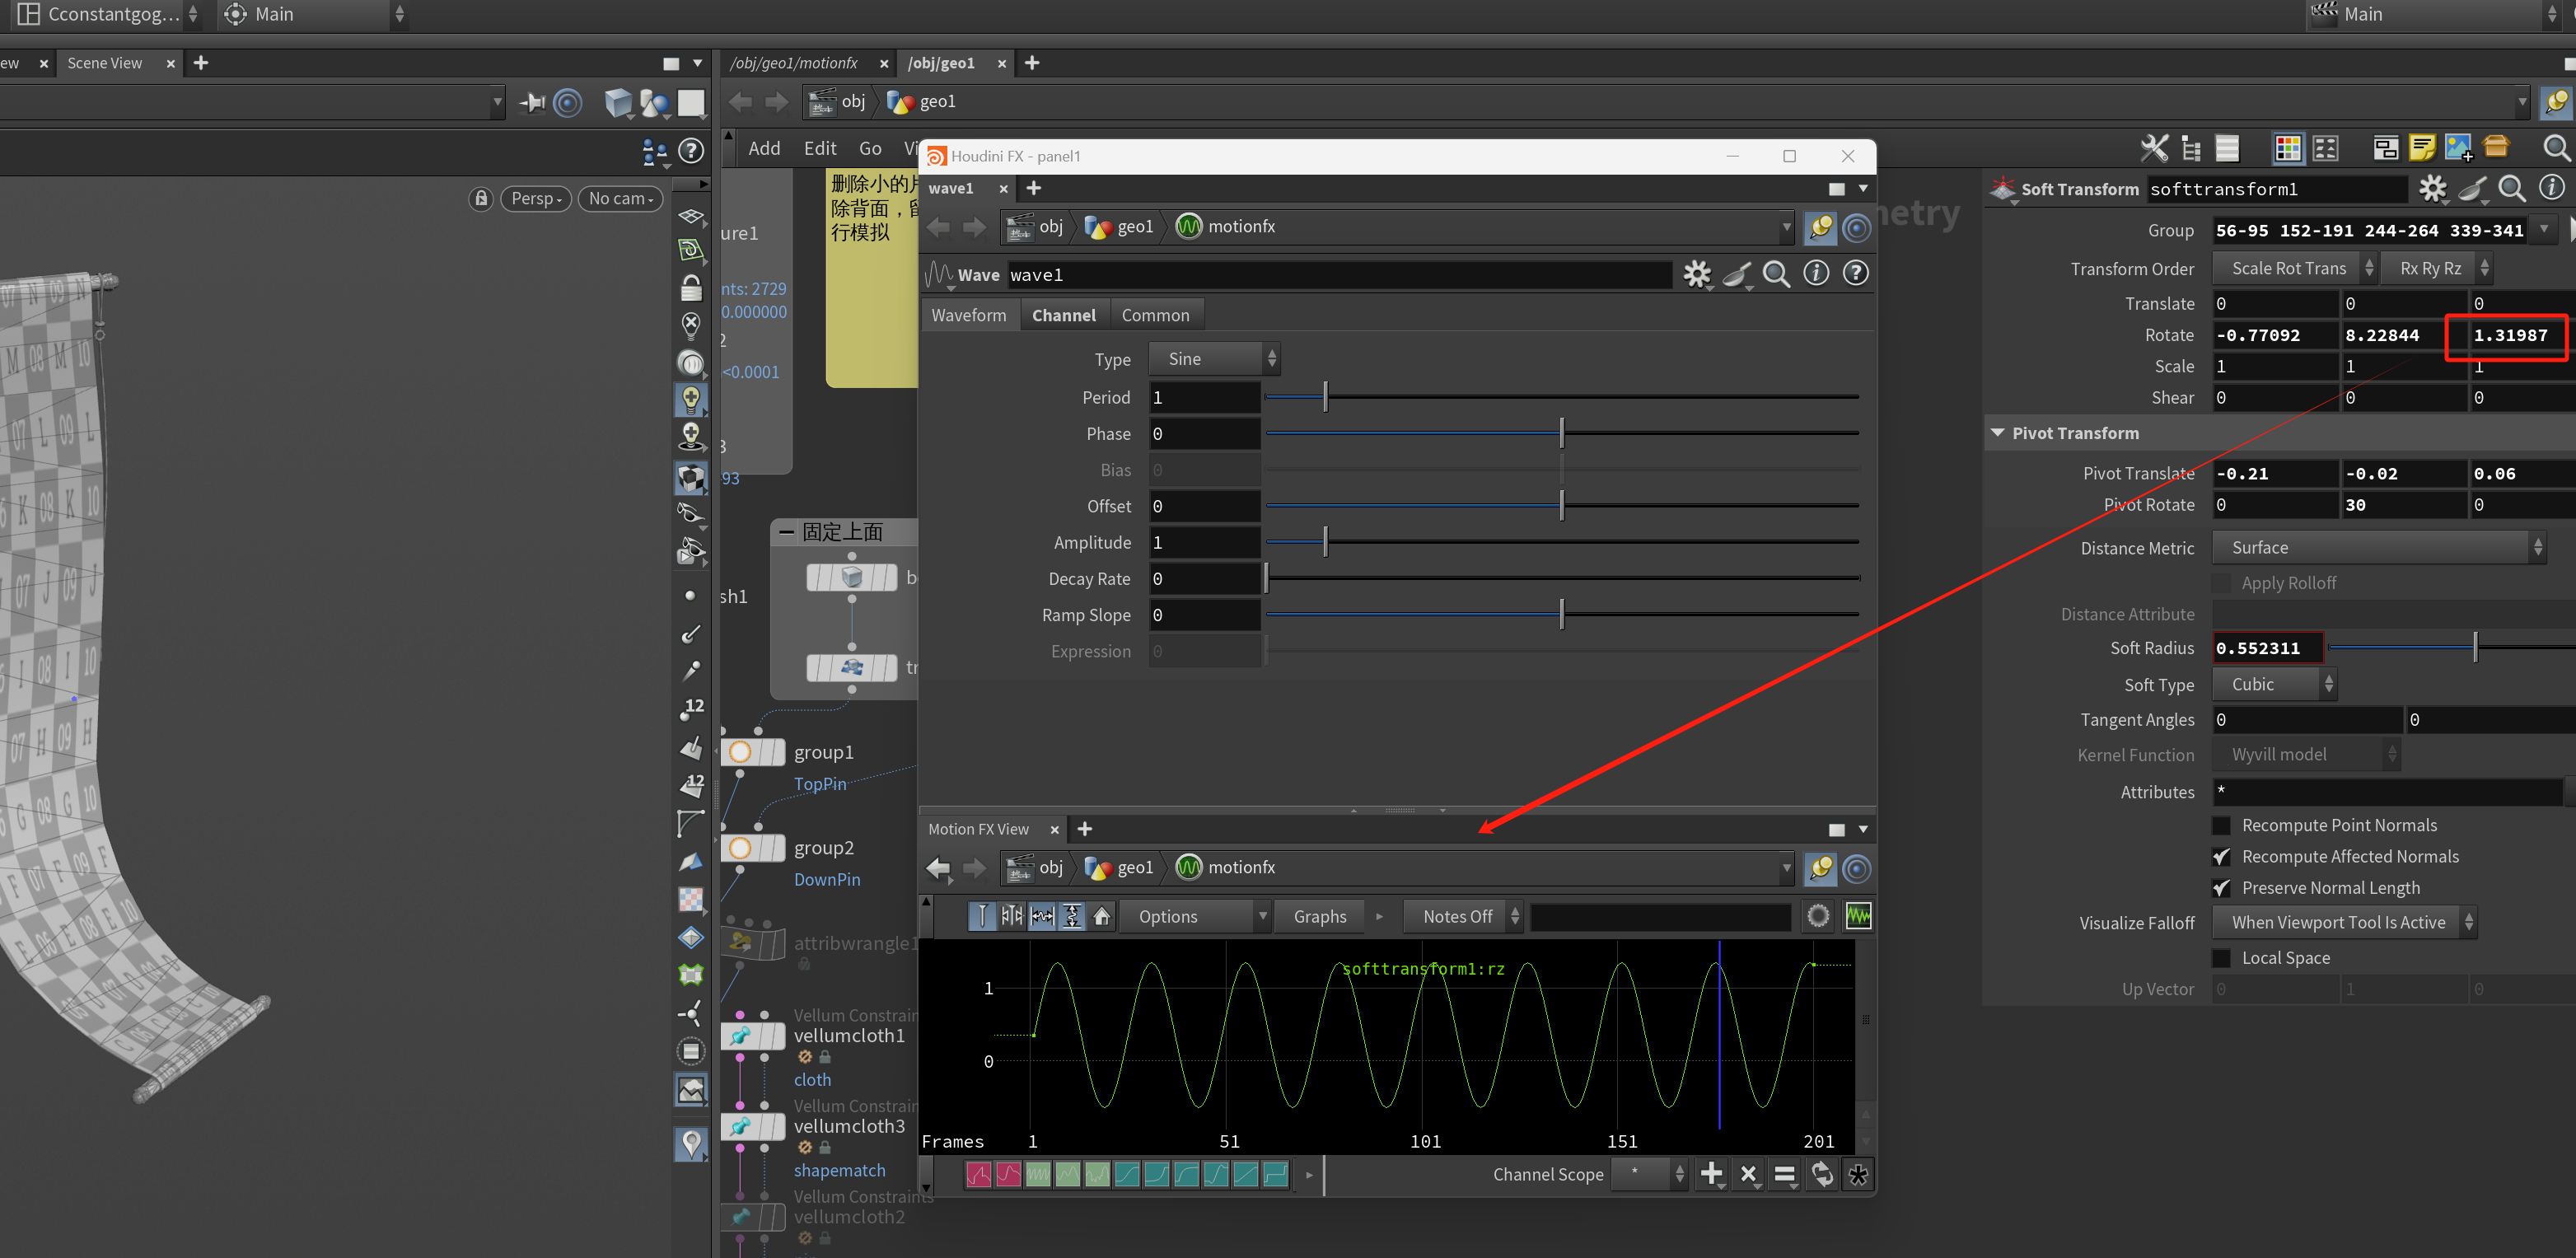 Cconstantgog...
Main
Main
ew
Scene View
/obj/geo1/motionfx
/obj/geo1
obj
geo1
Add Edit Go Vi
Persp
No cam
ure1
nts: 2729
0.000000
2
<0.0001
3
93
删除小的片
除背面，留
行模拟
固定上面
sh1
group1
TopPin
group2
DownPin
attribwrangle1
Vellum Constrain
vellumcloth1
cloth
Vellum Constrain
vellumcloth3
shapematch
Vellum Constraints
vellumcloth2
metry
Houdini FX - panel1
wave1
obj
geo1
motionfx
Wave wave1
Waveform Channel Common
Type Sine
Period 1
Phase 0
Bias 0
Offset 0
Amplitude 1
Decay Rate 0
Ramp Slope 0
Expression 0
Motion FX View
obj
geo1
motionfx
Options
Graphs
Notes Off
softtransform1:rz
1
0
Frames 1 51 101 151 201
Channel Scope *
Soft Transform softtransform1
Group 56-95 152-191 244-264 339-341
Transform Order Scale Rot Trans Rx Ry Rz
Translate 0 0 0
Rotate -0.77092 8.22844 1.31987
Scale 1 1 1
Shear 0 0 0
Pivot Transform
Pivot Translate -0.21 -0.02 0.06
Pivot Rotate 0 30 0
Distance Metric Surface
Apply Rolloff
Distance Attribute
Soft Radius 0.552311
Soft Type Cubic
Tangent Angles 0 0
Kernel Function Wyvill model
Attributes *
Recompute Point Normals
Recompute Affected Normals
Preserve Normal Length
Visualize Falloff When Viewport Tool Is Active
Local Space
Up Vector 0 1 0